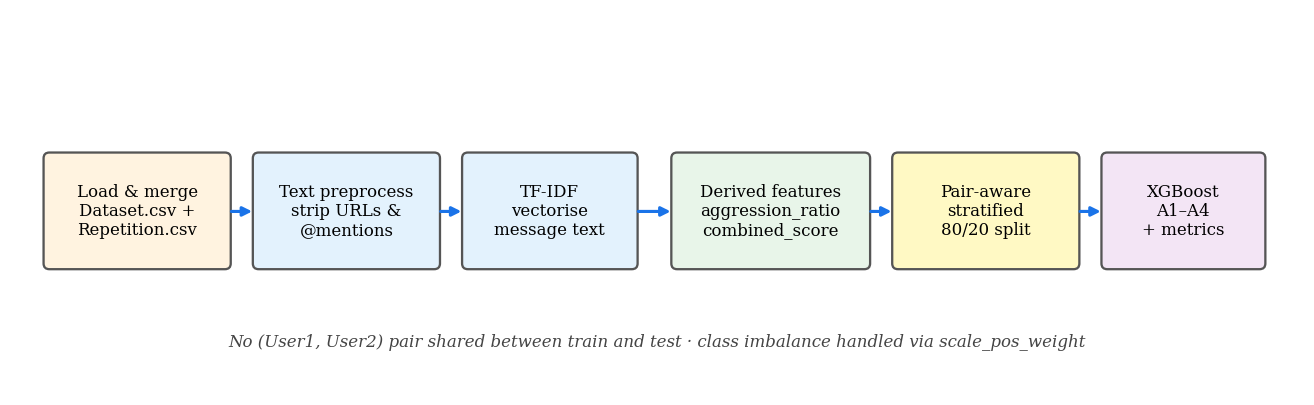 Load & merge
Dataset.csv +
Repetition.csv
Text preprocess
strip URLs &
@mentions
TF-IDF
vectorise
message text
Derived features
aggression_ratio
combined_score
Pair-aware
stratified
80/20 split
XGBoost
A1–A4
+ metrics
No (User1, User2) pair shared between train and test · class imbalance handled via scale_pos_weight